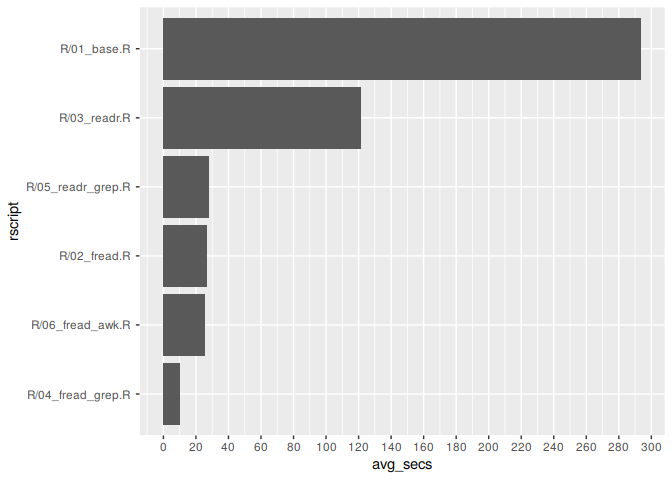 R/01_base.R
R/03_readr.R
R/05_readr_grep.R
R/02_fread.R
R/06_fread_awk.R
R/04_fread_grep.R
rscript
0 20 40 60 80 100 120 140 160 180 200 220 240 260 280 300
avg_secs